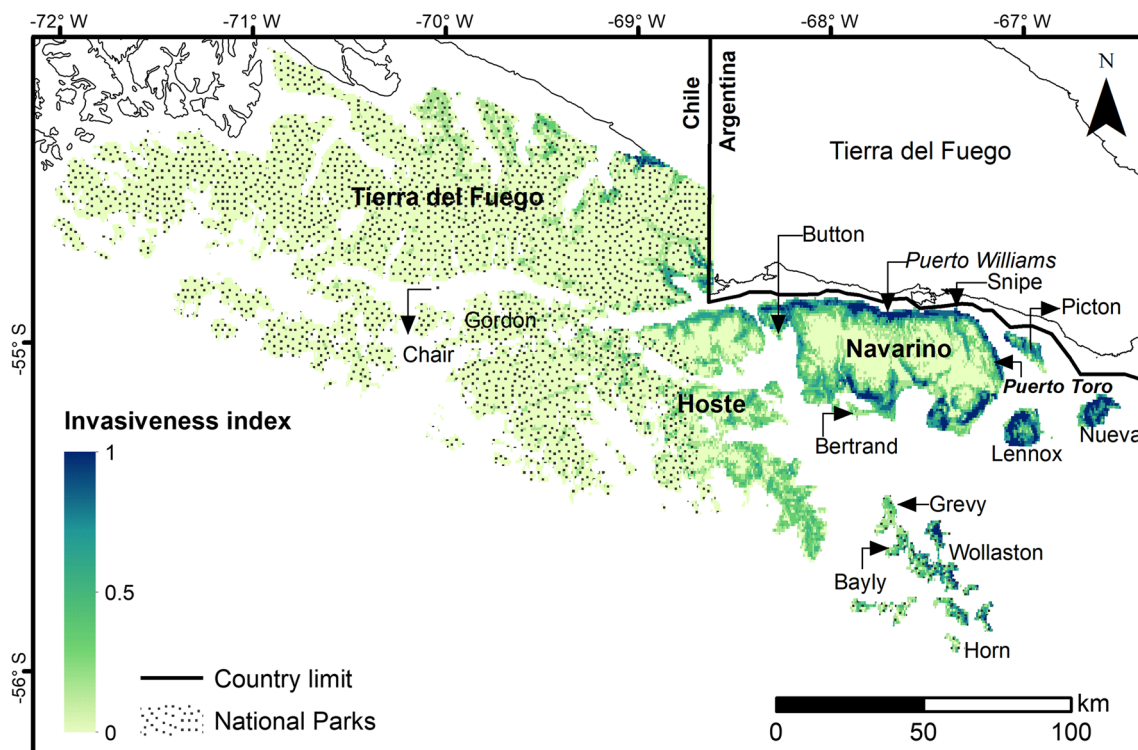 -72° W
-71° W
-70° W
-69° W
-68° W
-67° W
N
Chile
Argentina
Tierra del Fuego
Tierra del Fuego
Button
Puerto Williams
Snipe
Picton
Gordon
Chair
Navarino
Puerto Toro
Hoste
Bertrand
Lennox
Nueva
-55° S
Invasiveness index
1
0.5
0
Grevy
Wollaston
Bayly
Horn
-56° S
Country limit
National Parks
km
0
50
100